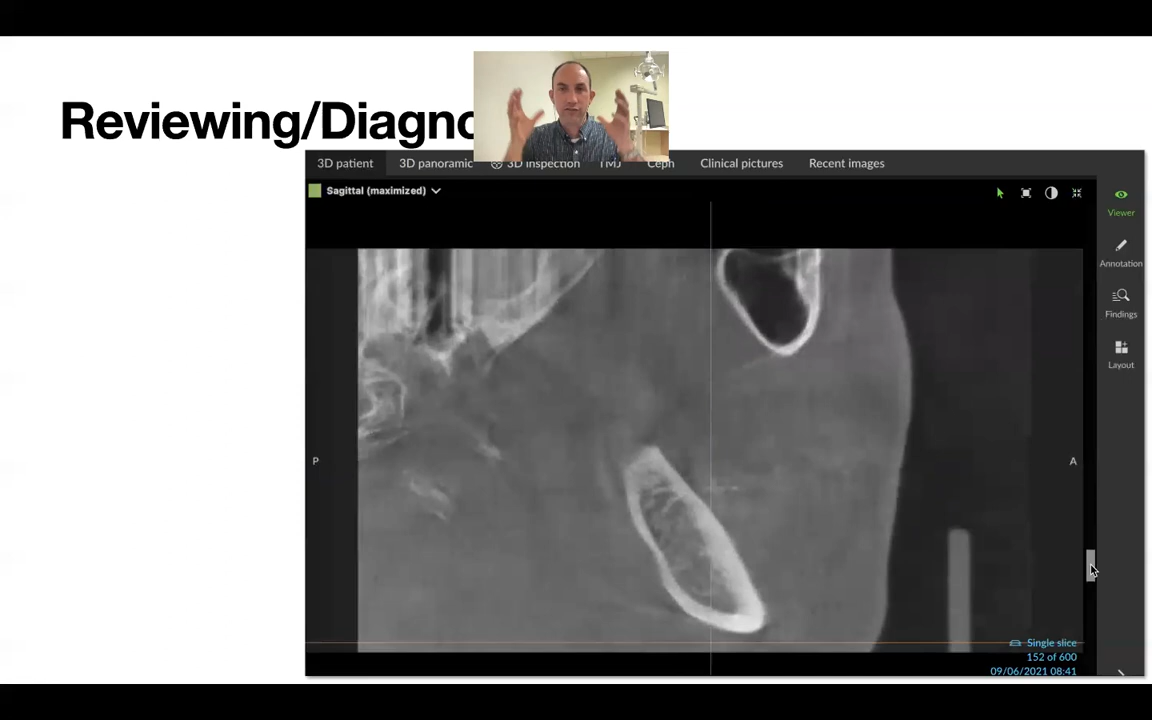 Reviewing/Diagno
3D patient 3D panoramic 3D inspection TMJ Ceph Clinical pictures Recent images
Sagittal (maximized)
Viewer
Annotation
Findings
Layout
P A
Single slice
152 of 600
09/06/2021 08:41